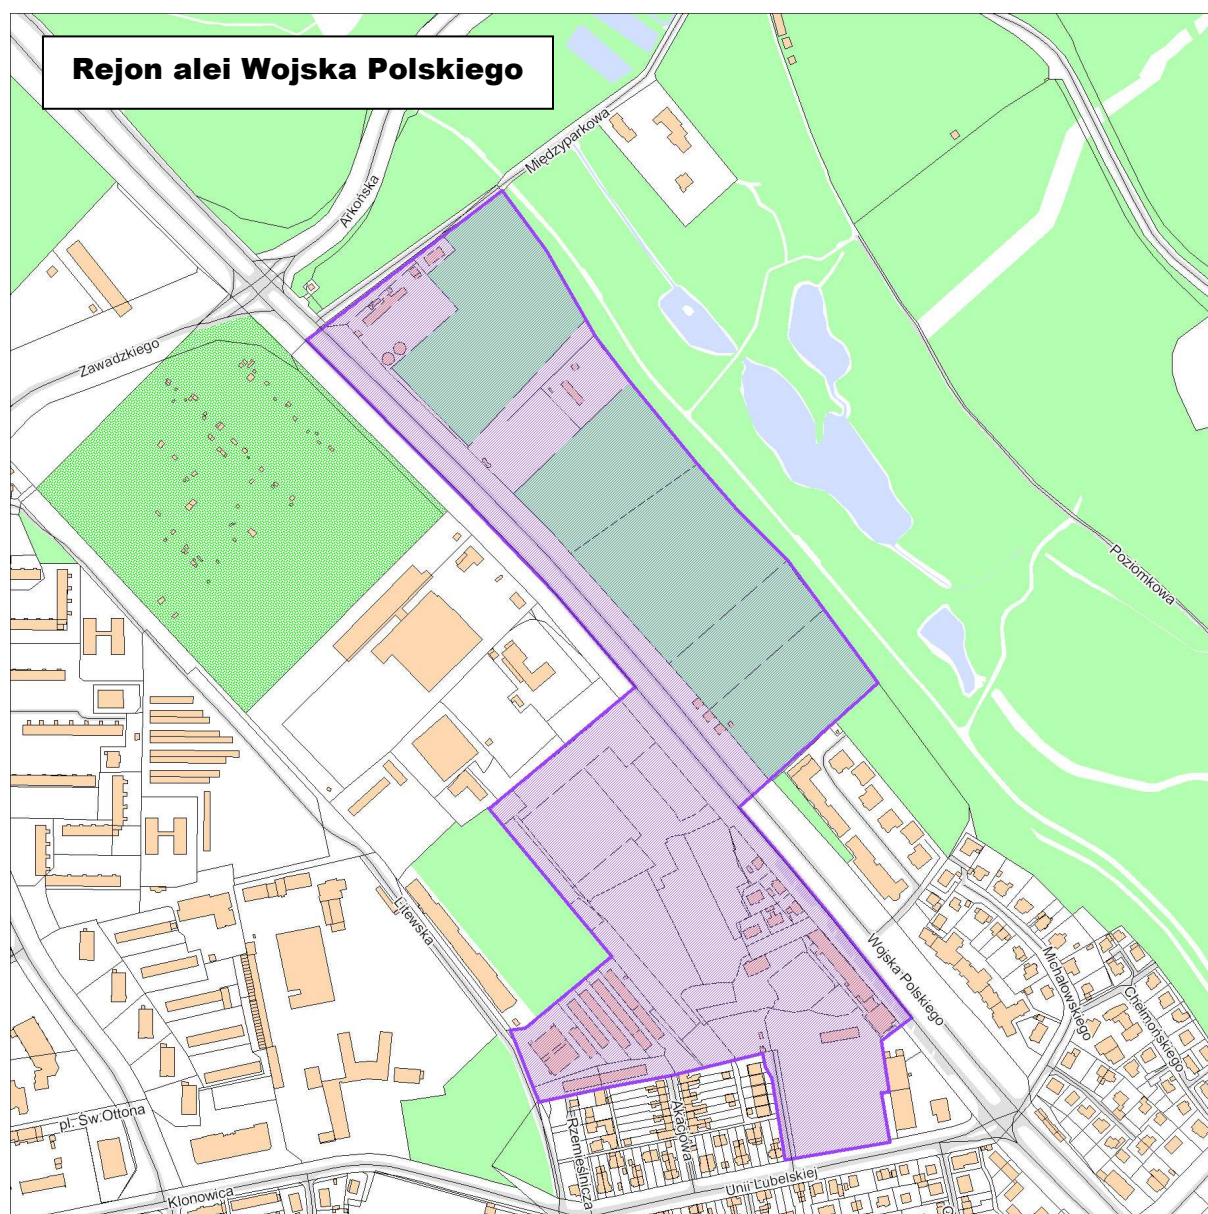 Rejon alei Wojska Polskiego
Międzyparkowa
Arkońska
Zawadzkiego
Poziomkowa
Litewska
Wojska Polskiego
Michałowskiego
Chełmońskiego
pl. Św.Ottona
Akacjowa
Rzemieślnicza
Klonowica
Unii Lubelskiej